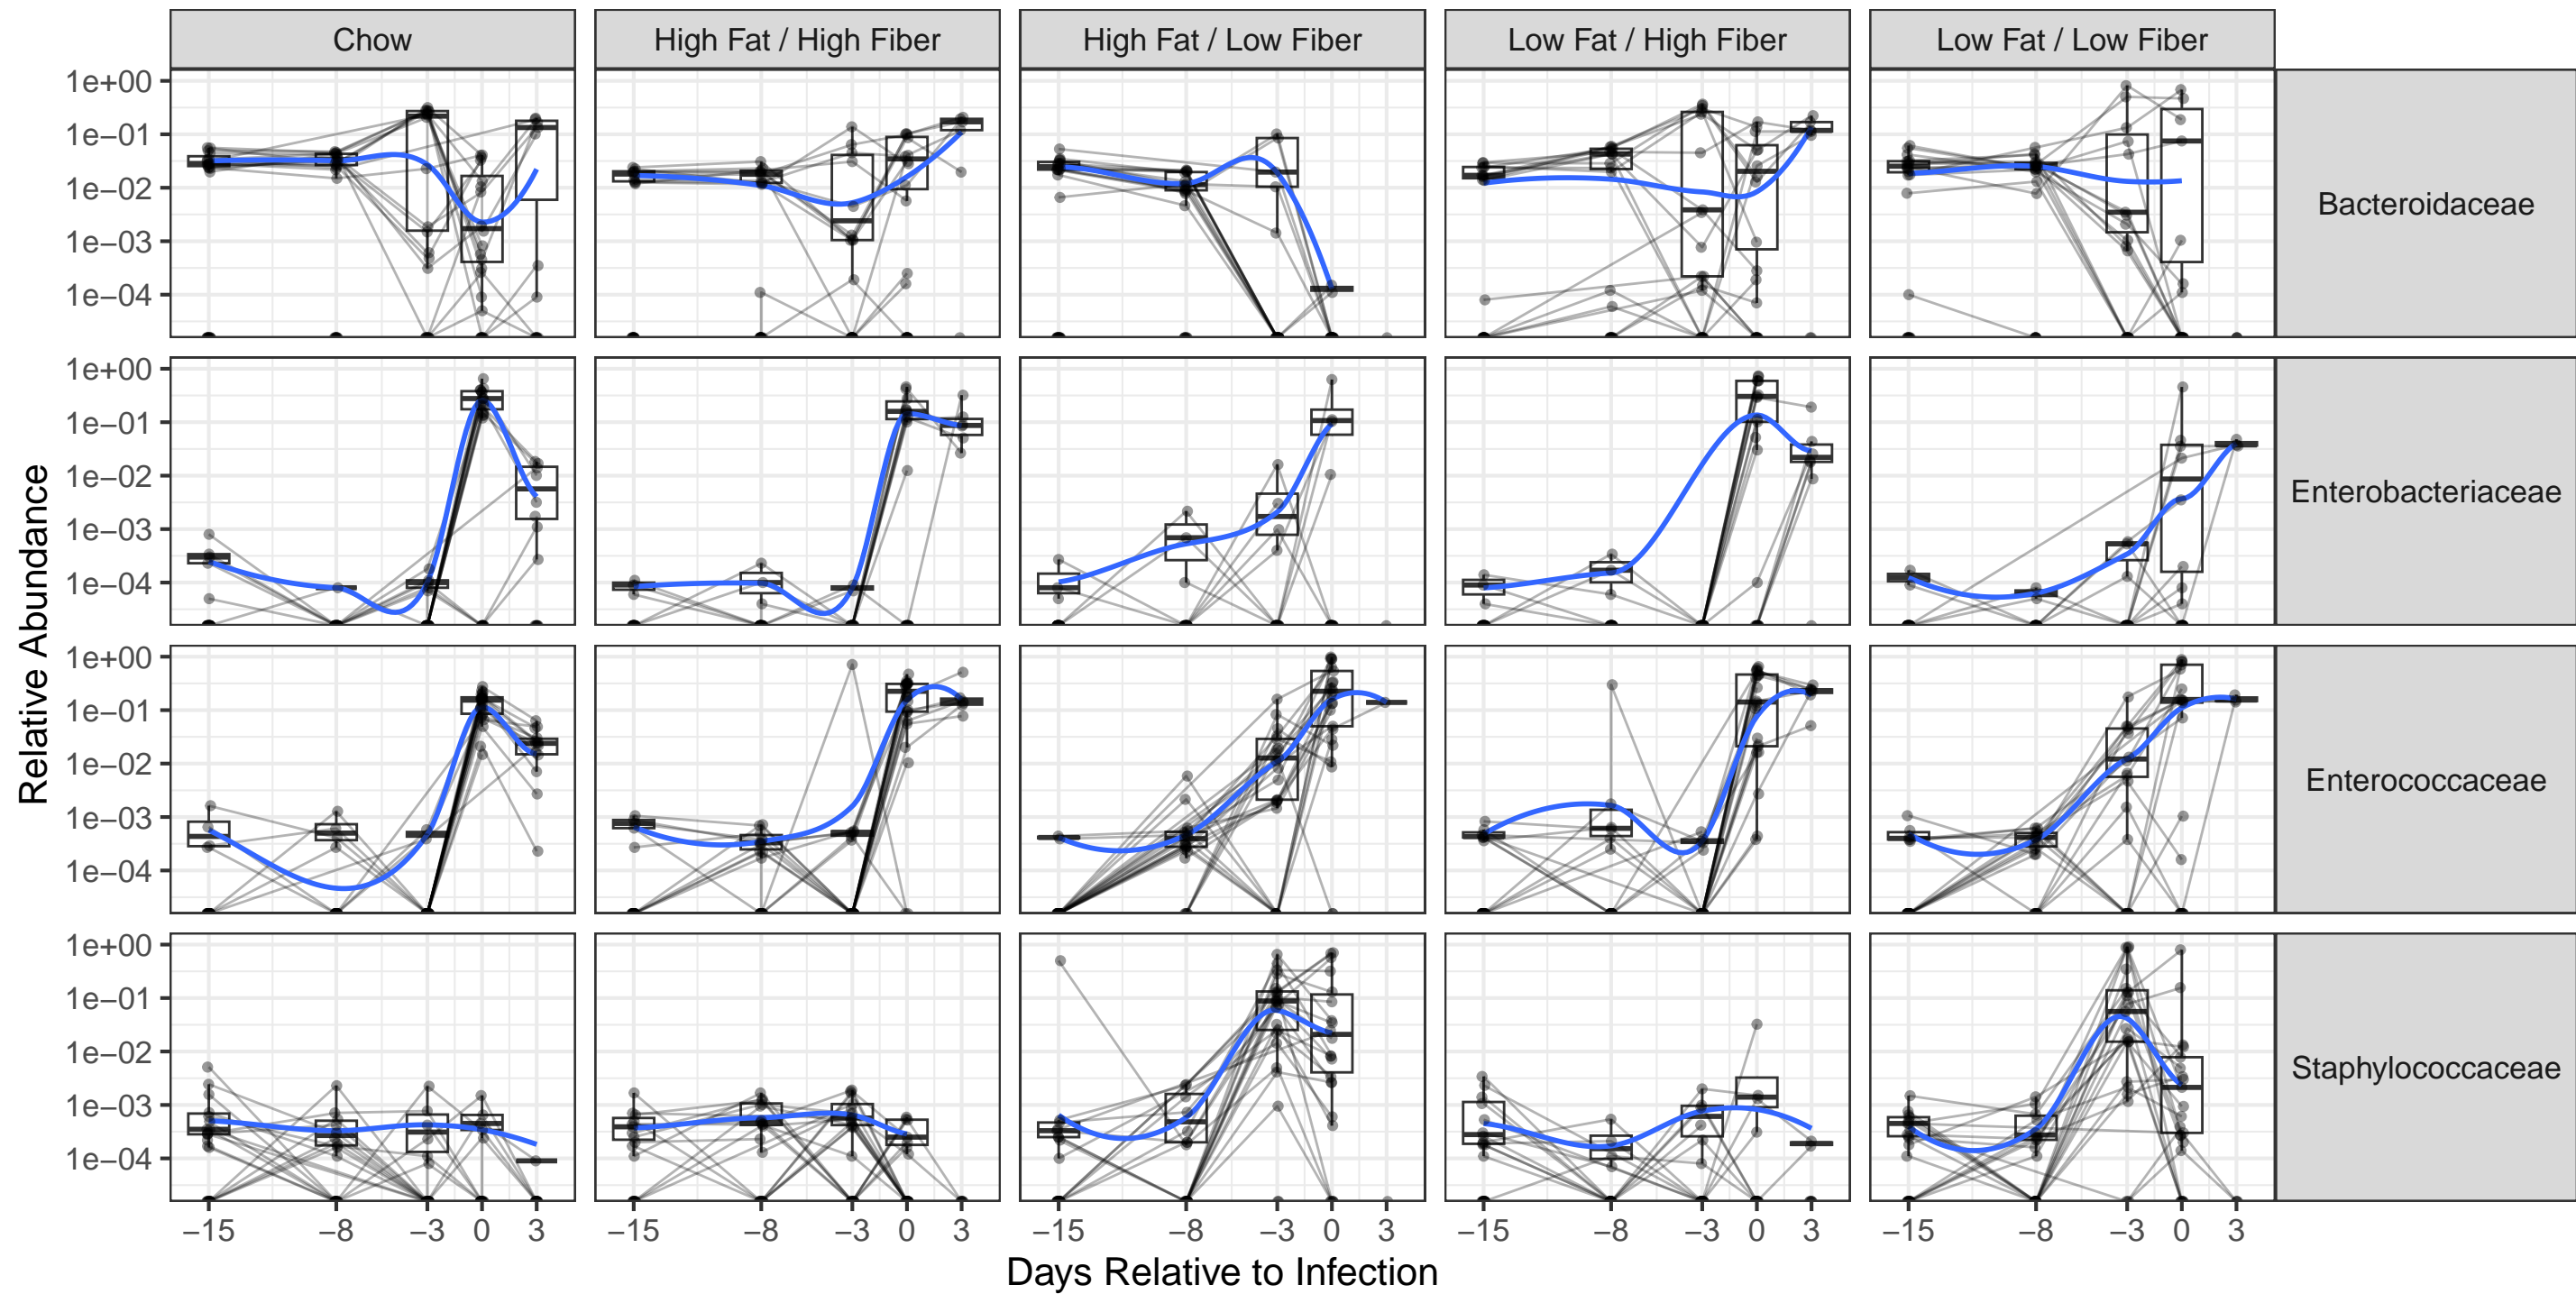 Chow
High Fat / High Fiber
High Fat / Low Fiber
Low Fat / High Fiber
Low Fat / Low Fiber
Relative Abundance
1e+00
1e−01
1e−02
1e−03
1e−04
Bacteroidaceae
1e+00
1e−01
1e−02
1e−03
1e−04
Enterobacteriaceae
1e+00
1e−01
1e−02
1e−03
1e−04
Enterococcaceae
1e+00
1e−01
1e−02
1e−03
1e−04
Staphylococcaceae
−15 −8 −3 0 3
−15 −8 −3 0 3
−15 −8 −3 0 3
−15 −8 −3 0 3
−15 −8 −3 0 3
Days Relative to Infection